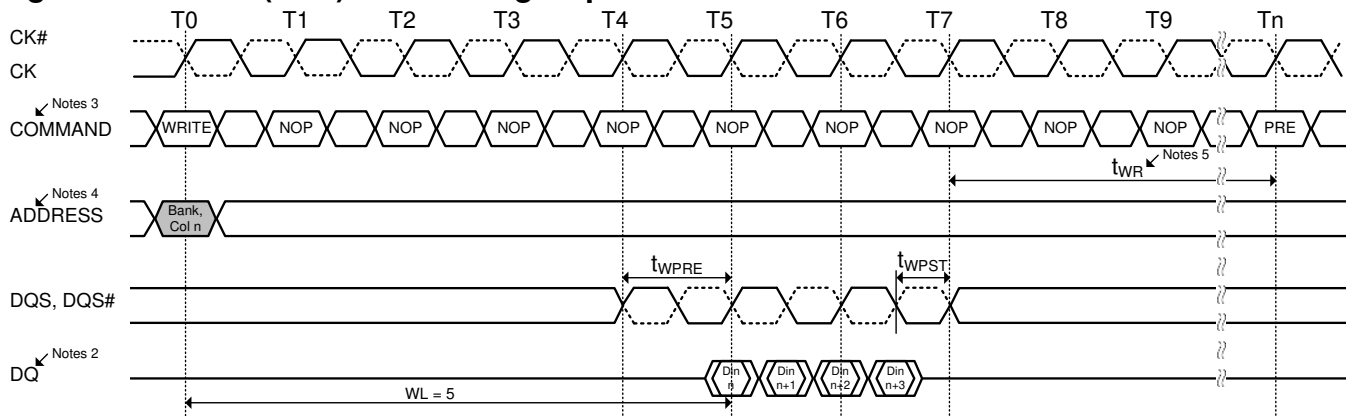 T0 T1 T2 T3 T4 T5 T6 T7 T8 T9 Tn
CK#
CK
Notes 3
COMMAND
WRITE NOP NOP NOP NOP NOP NOP NOP NOP NOP PRE
tWR Notes 5
Notes 4
ADDRESS
Bank,
Col n
tWPRE tWPST
DQS, DQS#
Notes 2
DQ
Din Din Din Din
n n+1 n+2 n+3
WL = 5